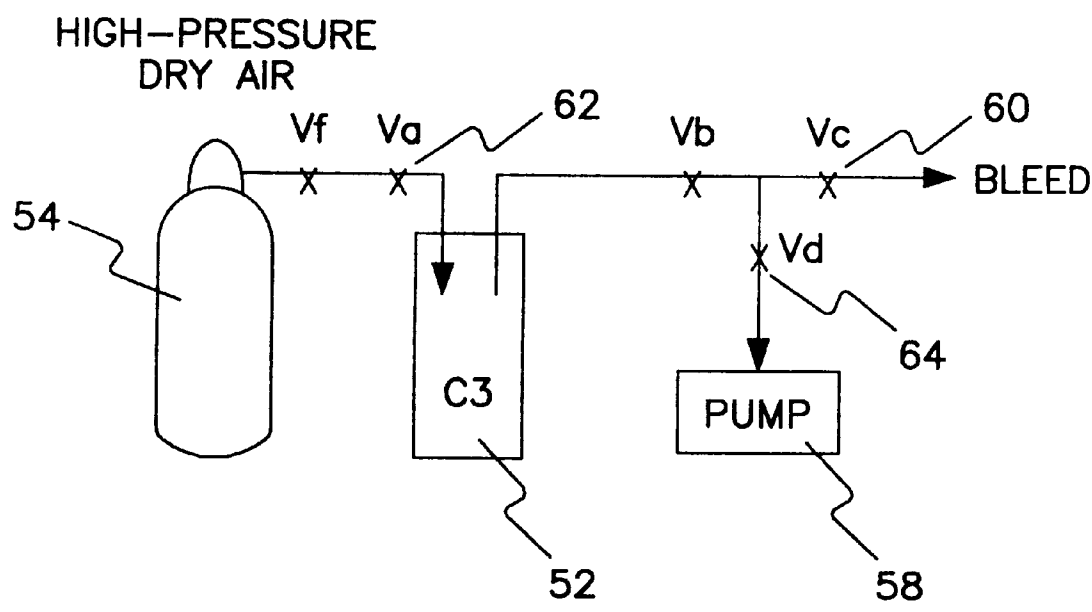 HIGH-PRESSURE
DRY AIR
Vf
Va
62
Vb
Vc
60
BLEED
54
Vd
64
C3
PUMP
52
58